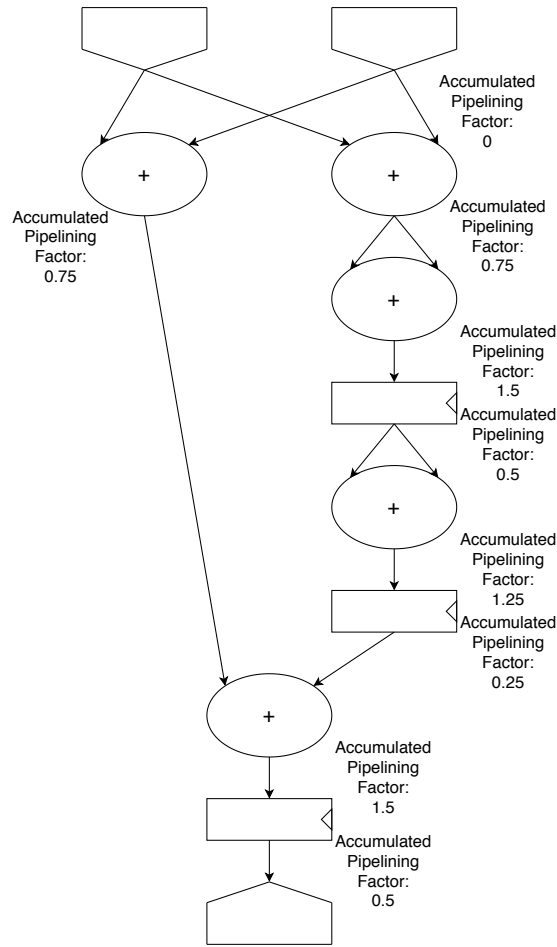 Accumulated
Pipelining
Factor:
0
+
+
Accumulated
Pipelining
Factor:
0.75
Accumulated
Pipelining
Factor:
0.75
+
Accumulated
Pipelining
Factor:
1.5
Accumulated
Pipelining
Factor:
0.5
+
Accumulated
Pipelining
Factor:
1.25
Accumulated
Pipelining
Factor:
0.25
+
Accumulated
Pipelining
Factor:
1.5
Accumulated
Pipelining
Factor:
0.5